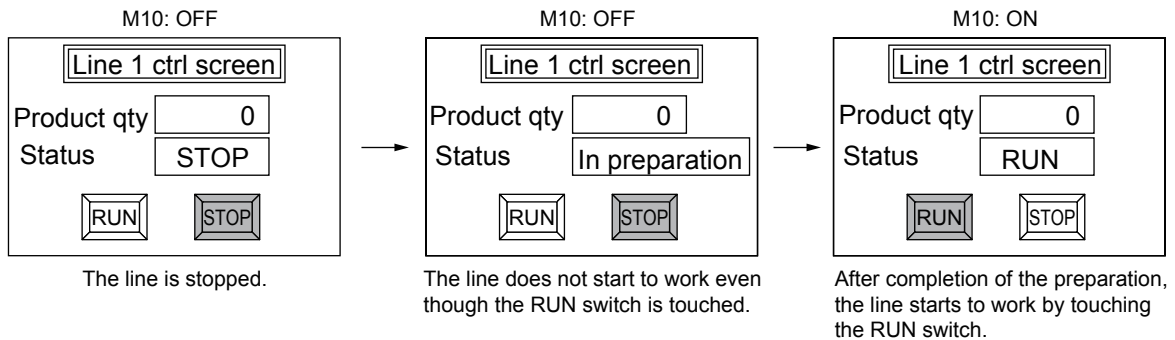 M10: OFF
Line 1 ctrl screen
Product qty 0
Status STOP
RUN STOP
The line is stopped.
M10: OFF
Line 1 ctrl screen
Product qty 0
Status In preparation
RUN STOP
The line does not start to work even
though the RUN switch is touched.
M10: ON
Line 1 ctrl screen
Product qty 0
Status RUN
RUN STOP
After completion of the preparation,
the line starts to work by touching
the RUN switch.